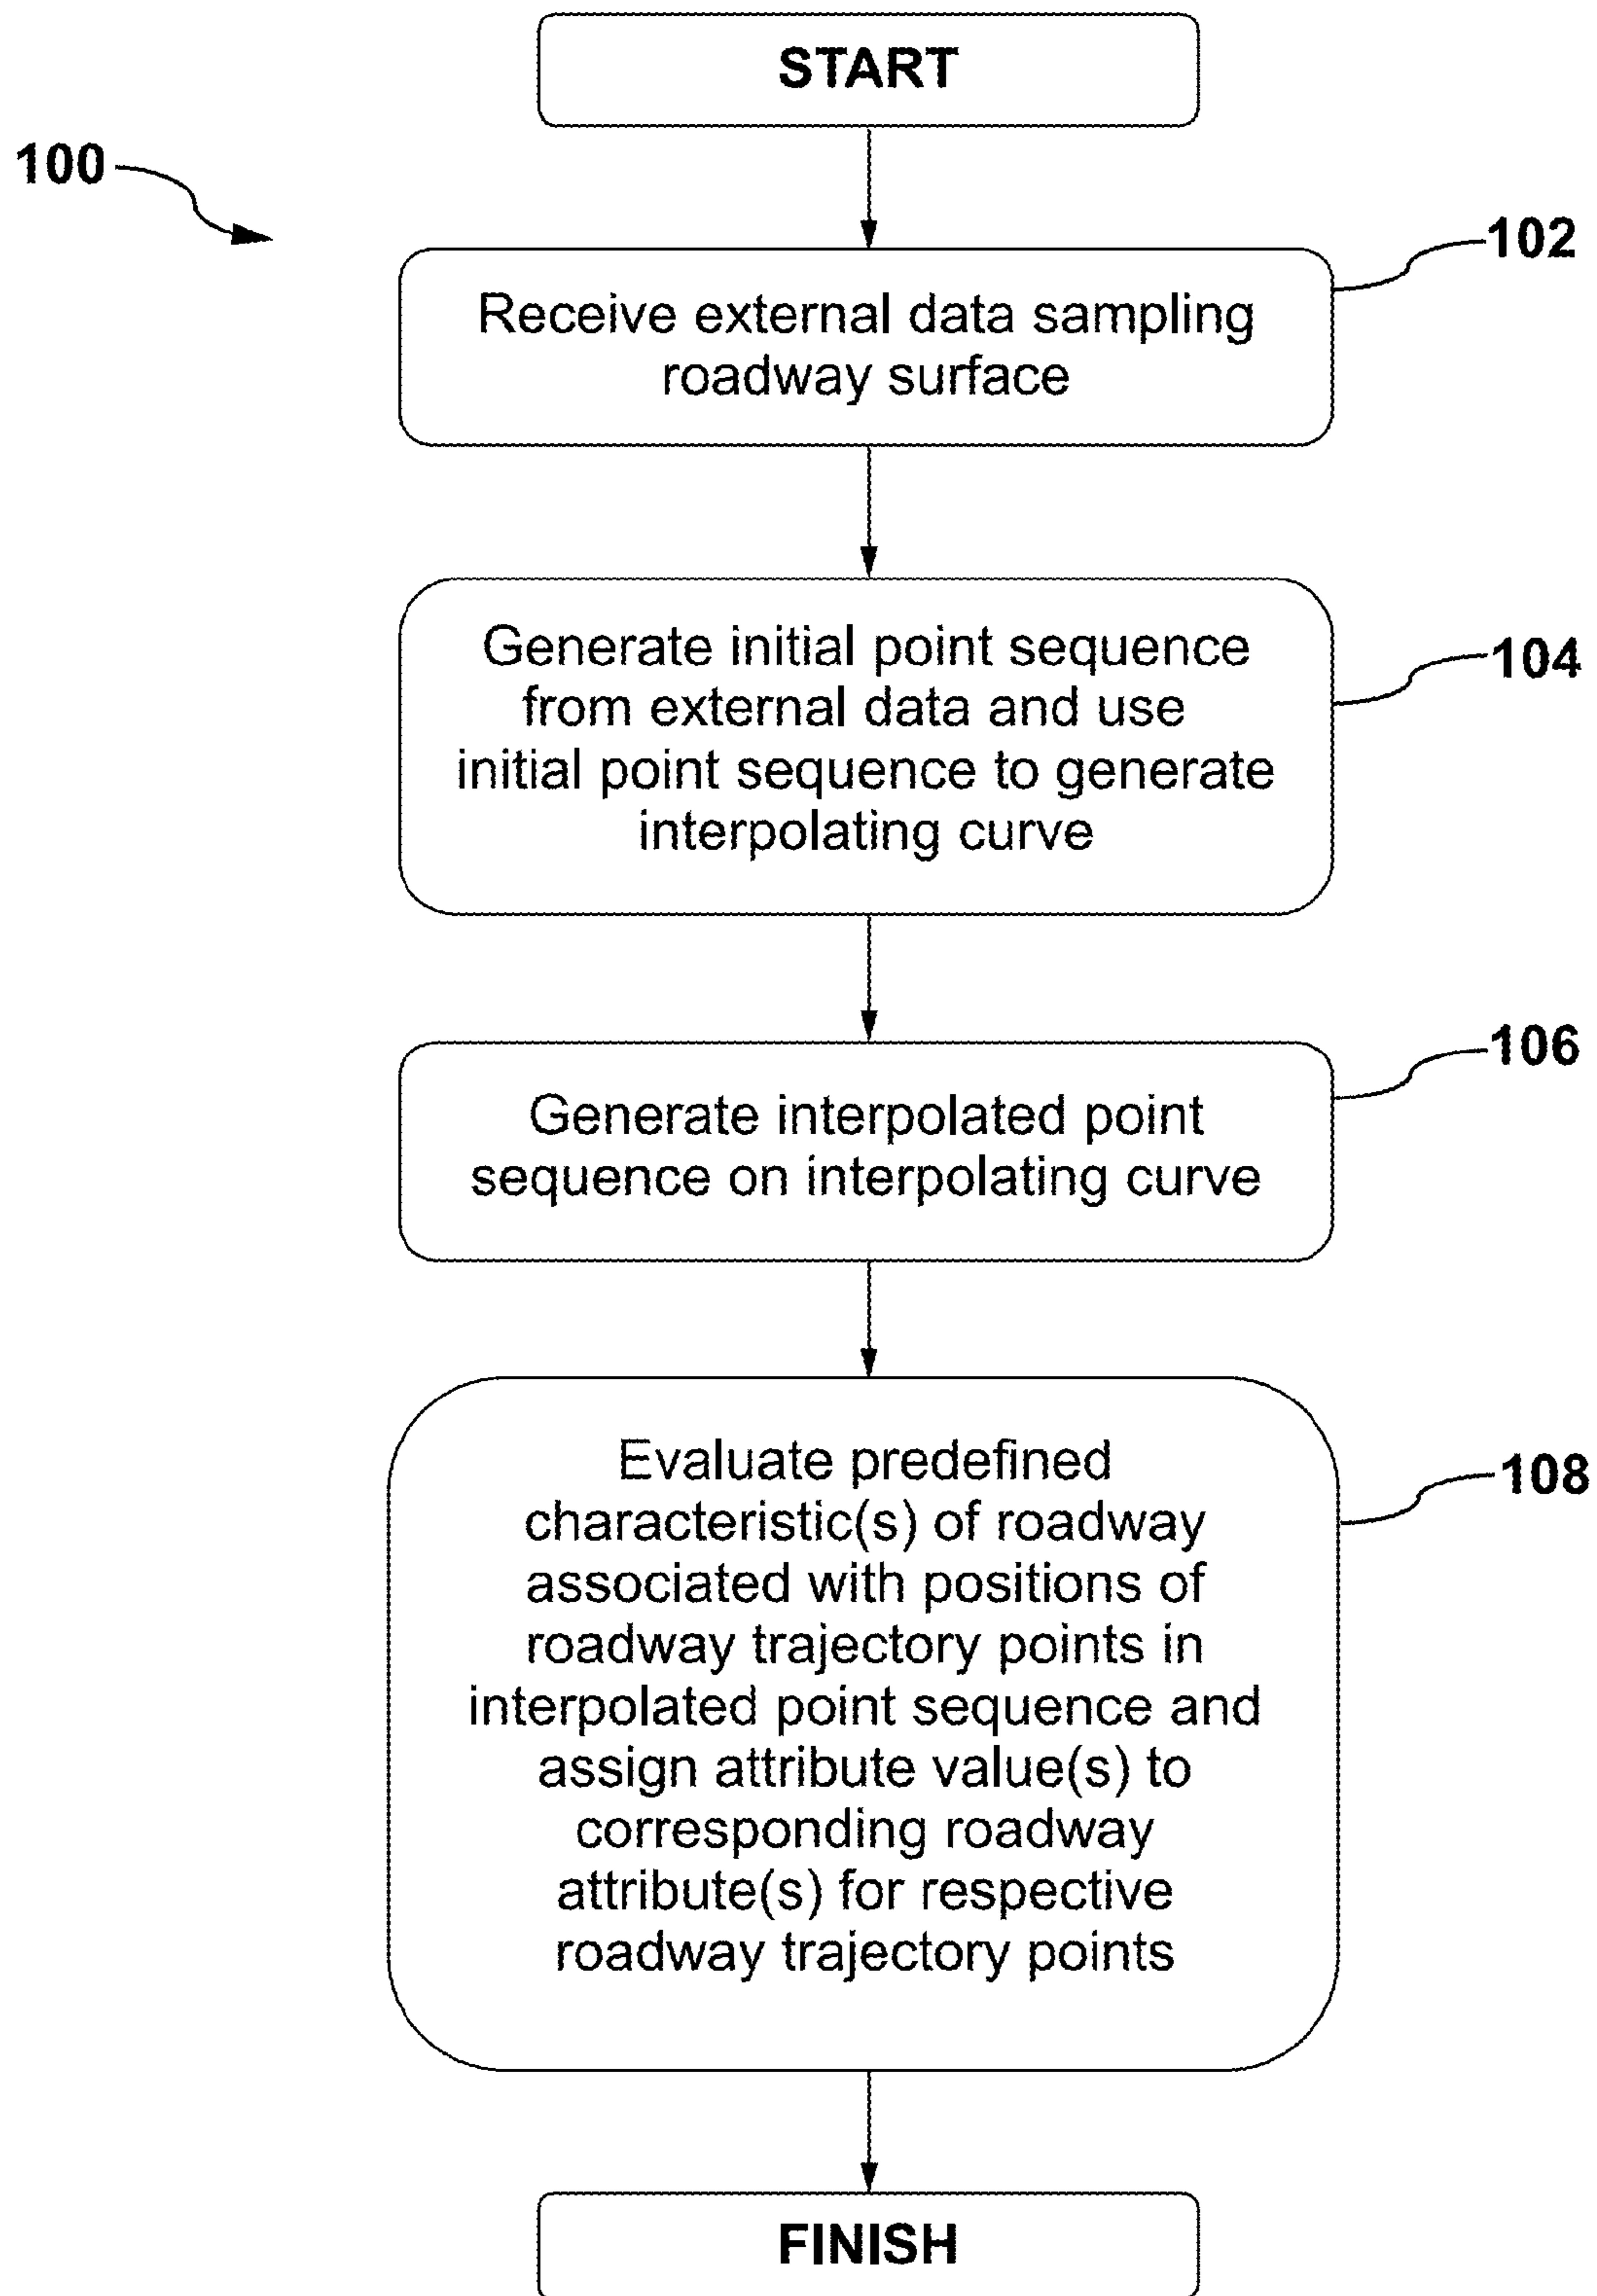 START
100
102
Receive external data sampling
roadway surface
Generate initial point sequence
from external data and use
initial point sequence to generate
interpolating curve
104
106
Generate interpolated point
sequence on interpolating curve
Evaluate predefined
characteristic(s) of roadway
associated with positions of
roadway trajectory points in
interpolated point sequence and
assign attribute value(s) to
corresponding roadway
attribute(s) for respective
roadway trajectory points
108
FINISH